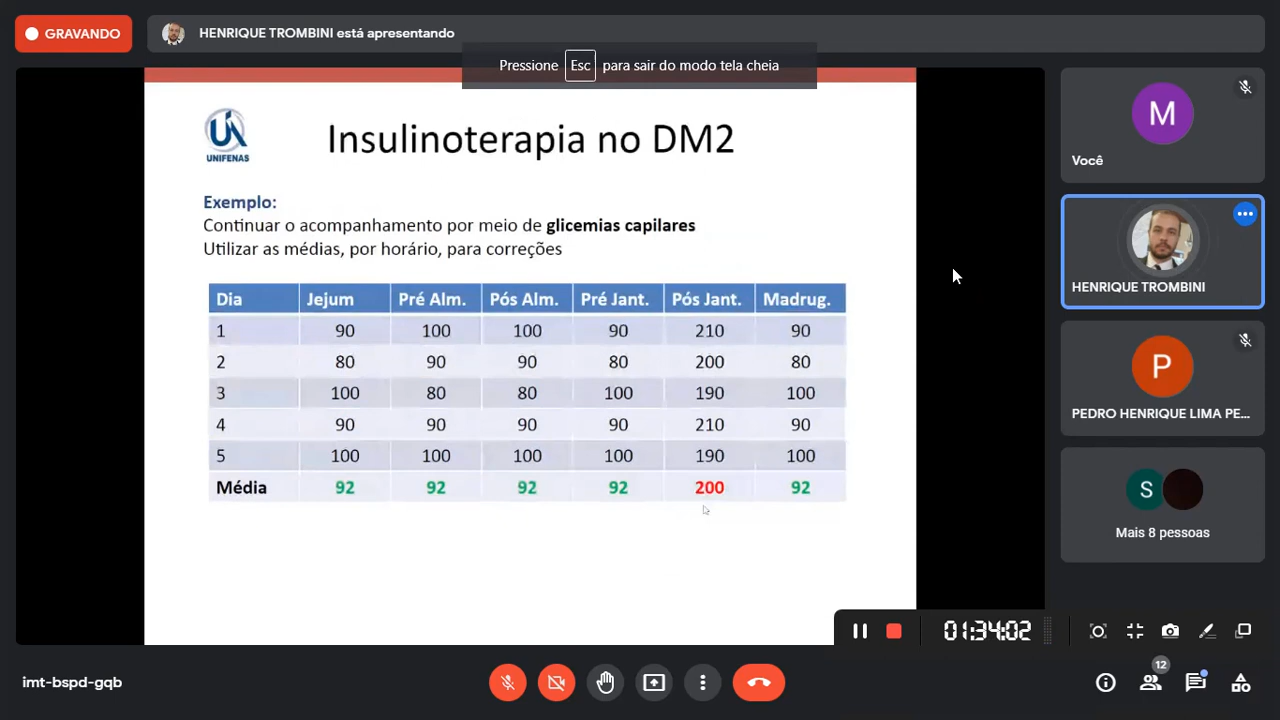 GRAVANDO
HENRIQUE TROMBINI está apresentando
Pressione Esc para sair do modo tela cheia
UNIFENAS
Insulinoterapia no DM2
Exemplo:
Continuar o acompanhamento por meio de glicemias capilares
Utilizar as médias, por horário, para correções
Dia Jejum Pré Alm. Pós Alm. Pré Jant. Pós Jant. Madrug.
1 90 100 100 90 210 90
2 80 90 90 80 200 80
3 100 80 80 100 190 100
4 90 90 90 90 210 90
5 100 100 100 100 190 100
Média 92 92 92 92 200 92
M
Você
HENRIQUE TROMBINI
P
PEDRO HENRIQUE LIMA PE...
S
Mais 8 pessoas
01:34:02
imt-bspd-gqb
12